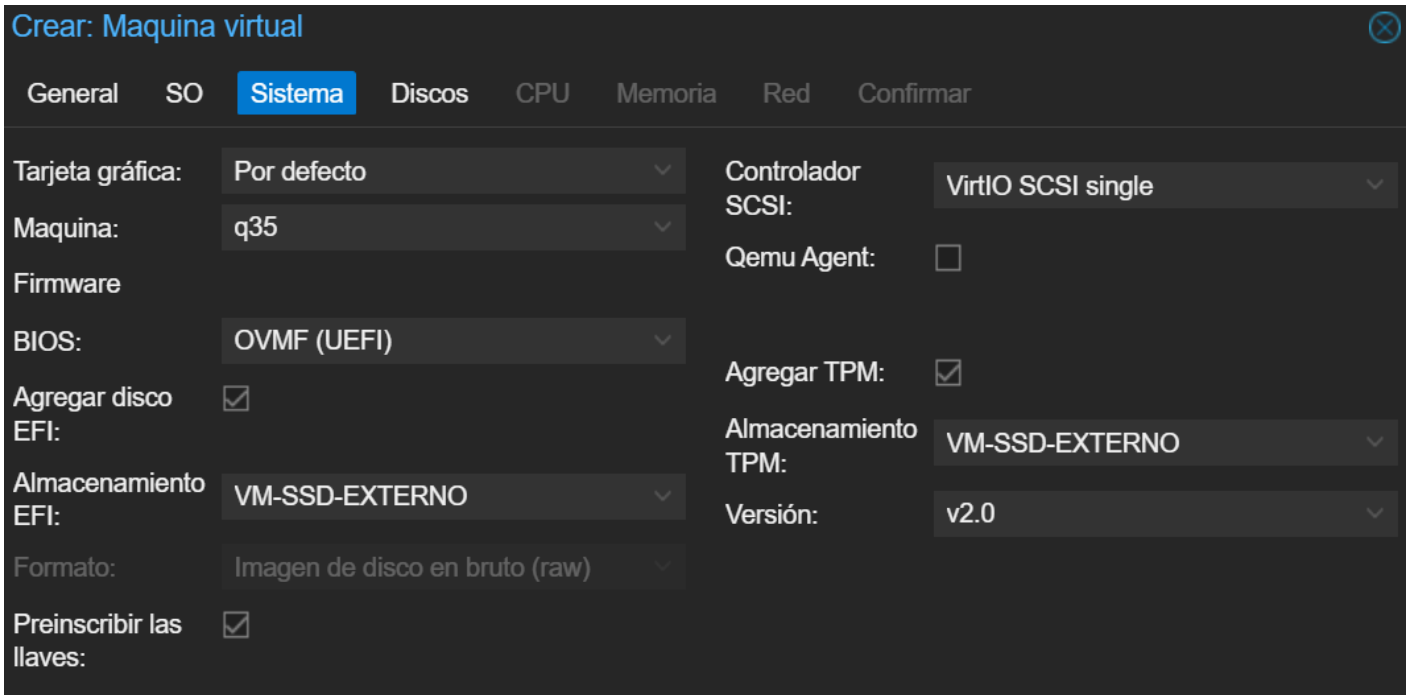 Crear: Maquina virtual
General SO Sistema Discos CPU Memoria Red Confirmar
Tarjeta gráfica: Por defecto
Maquina: q35
Firmware
BIOS: OVMF (UEFI)
Agregar disco
EFI:
Almacenamiento
EFI:
VM-SSD-EXTERNO
Formato: Imagen de disco en bruto (raw)
Preinscribir las
llaves:
Controlador
SCSI:
VirtIO SCSI single
Qemu Agent:
Agregar TPM:
Almacenamiento
TPM:
VM-SSD-EXTERNO
Versión: v2.0